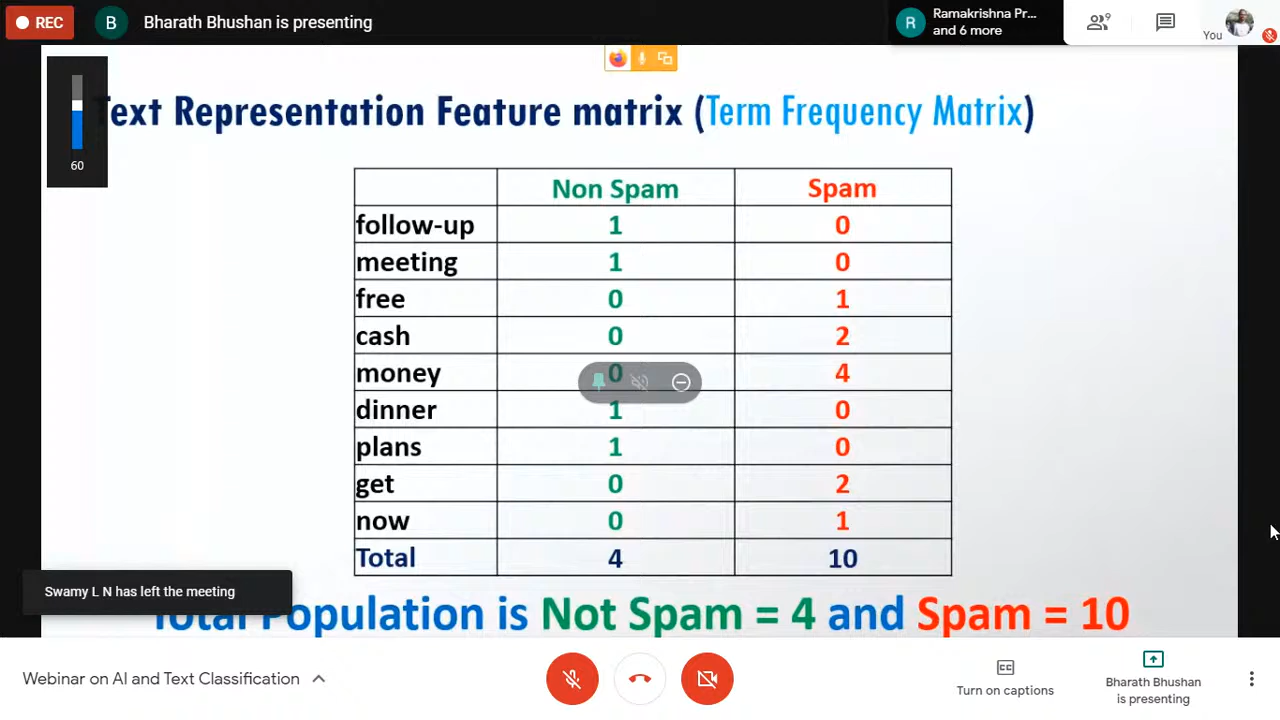 REC
B
Bharath Bhushan is presenting
R
Ramakrishna Pr...
and 6 more
9
You
60
Text Representation Feature matrix (Term Frequency Matrix)
Non Spam Spam
follow-up 1 0
meeting 1 0
free 0 1
cash 0 2
money 0 4
dinner 1 0
plans 1 0
get 0 2
now 0 1
Total 4 10
Swamy L N has left the meeting
Total Population is Not Spam = 4 and Spam = 10
Webinar on AI and Text Classification
CC
Turn on captions
Bharath Bhushan
is presenting